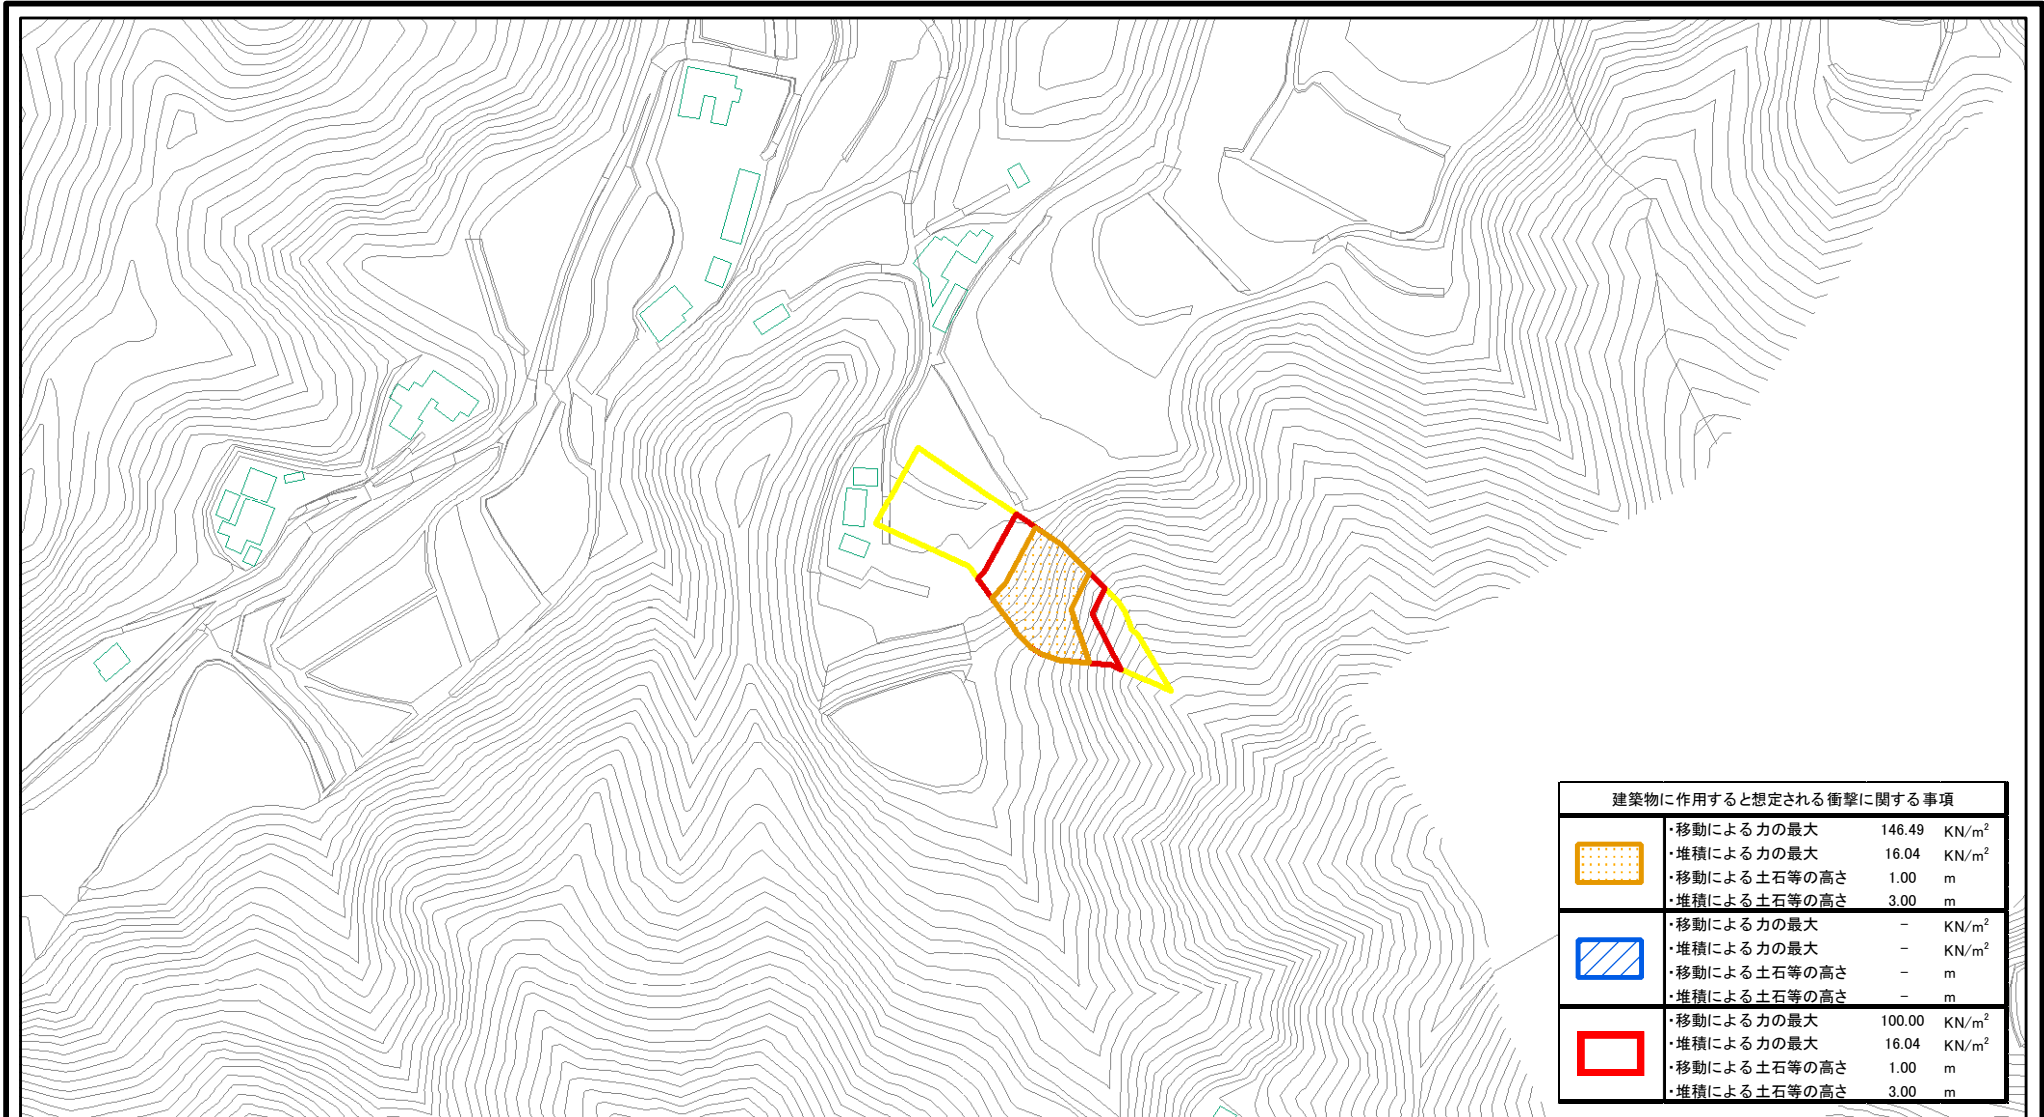 建築物に作用すると想定される衝撃に関する事項
・移動による力の最大 146.49 KN/m²
・堆積による力の最大 16.04 KN/m²
・移動による土石等の高さ 1.00 m
・堆積による土石等の高さ 3.00 m
・移動による力の最大 － KN/m²
・堆積による力の最大 － KN/m²
・移動による土石等の高さ － m
・堆積による土石等の高さ － m
・移動による力の最大 100.00 KN/m²
・堆積による力の最大 16.04 KN/m²
・移動による土石等の高さ 1.00 m
・堆積による土石等の高さ 3.00 m